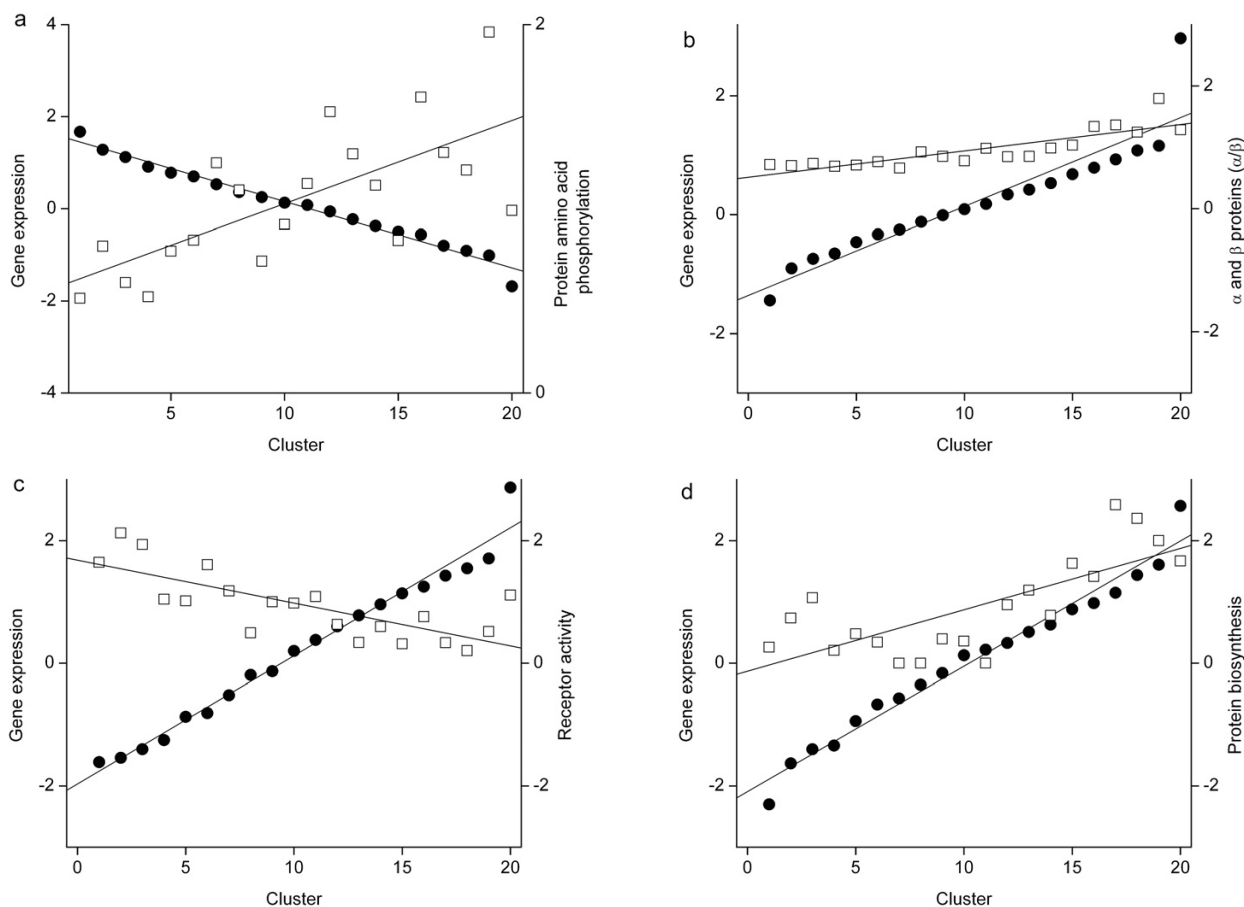 a
4
2
0
-2
-4
2
0
5
10
15
20
Gene expression
Protein amino acid
phosphorylation
Cluster
b
2
0
-2
2
0
-2
0
5
10
15
20
Gene expression
α and β proteins (α/β)
Cluster
c
2
0
-2
2
0
-2
0
5
10
15
20
Gene expression
Receptor activity
Cluster
d
2
0
-2
2
0
-2
0
5
10
15
20
Gene expression
Protein biosynthesis
Cluster